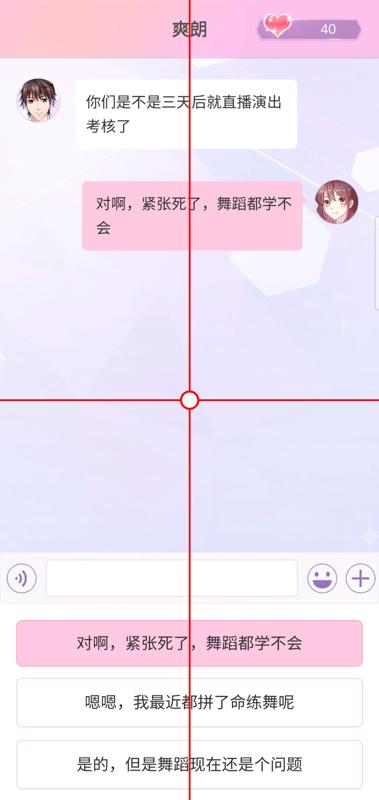 爽朗
40
你们是不是三天后就直播演出
考核了
对啊，紧张死了，舞蹈都学不
会
对啊，紧张死了，舞蹈都学不会
嗯嗯，我最近都拼了命练舞呢
是的，但是舞蹈现在还是个问题